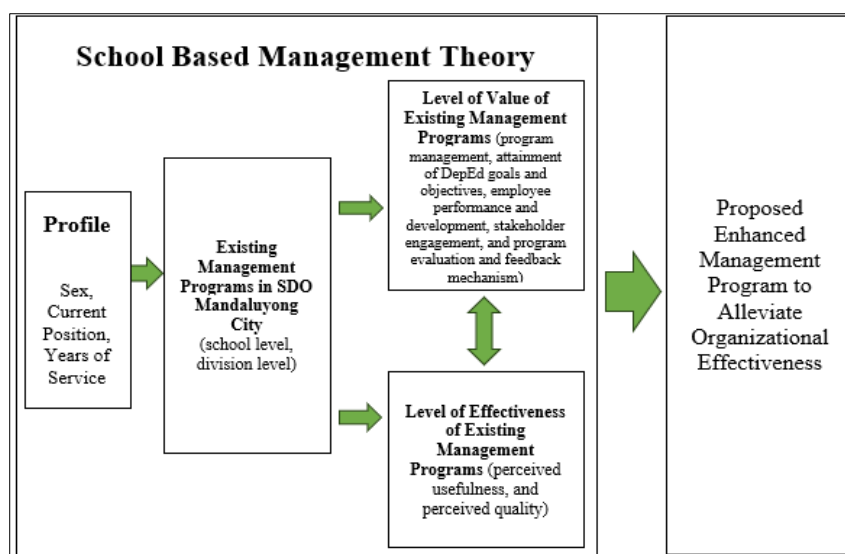 School Based Management Theory
Profile
Sex,
Current
Position,
Years of
Service
Existing
Management
Programs in SDO
Mandaluyong
City
(school level,
division level)
Level of Value of
Existing Management
Programs (program
management, attainment
of DepEd goals and
objectives, employee
performance and
development, stakeholder
engagement, and program
evaluation and feedback
mechanism)
Level of Effectiveness
of Existing
Management
Programs (perceived
usefulness, and
perceived quality)
Proposed
Enhanced
Management
Program to
Alleviate
Organizational
Effectiveness